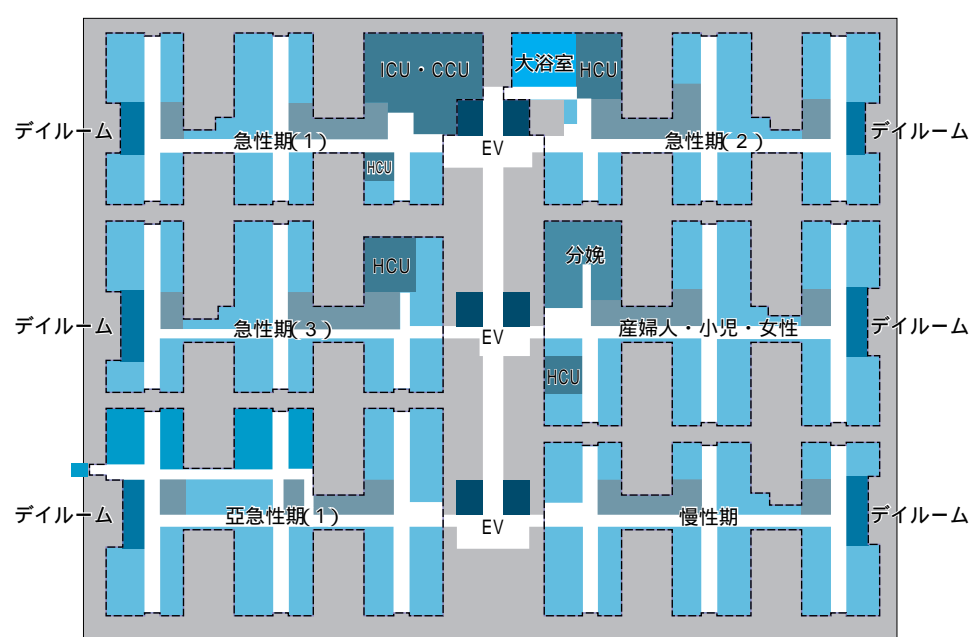 ICU・CCU
大浴室
HCU
デイルーム
急性期(1)
EV
急性期(2)
デイルーム
HCU
HCU
分娩
デイルーム
急性期(3)
EV
産婦人・小児・女性
デイルーム
HCU
デイルーム
亞急性期(1)
EV
慢性期
デイルーム